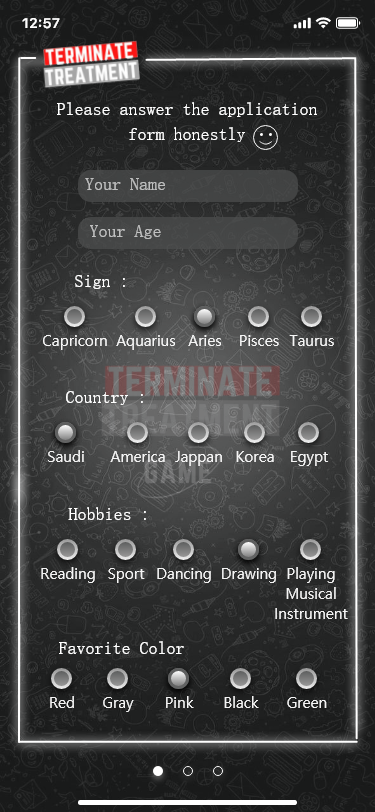 12:57
TERMINATE
TREATMENT
Please answer the application
form honestly
Your Name
Your Age
Sign :
Capricorn Aquarius Aries Pisces Taurus
TERMINATE
TREATMENT
GAME
Country :
Saudi America Jappan Korea Egypt
Hobbies :
Reading Sport Dancing Drawing Playing
Musical
Instrument
Favorite Color
Red Gray Pink Black Green